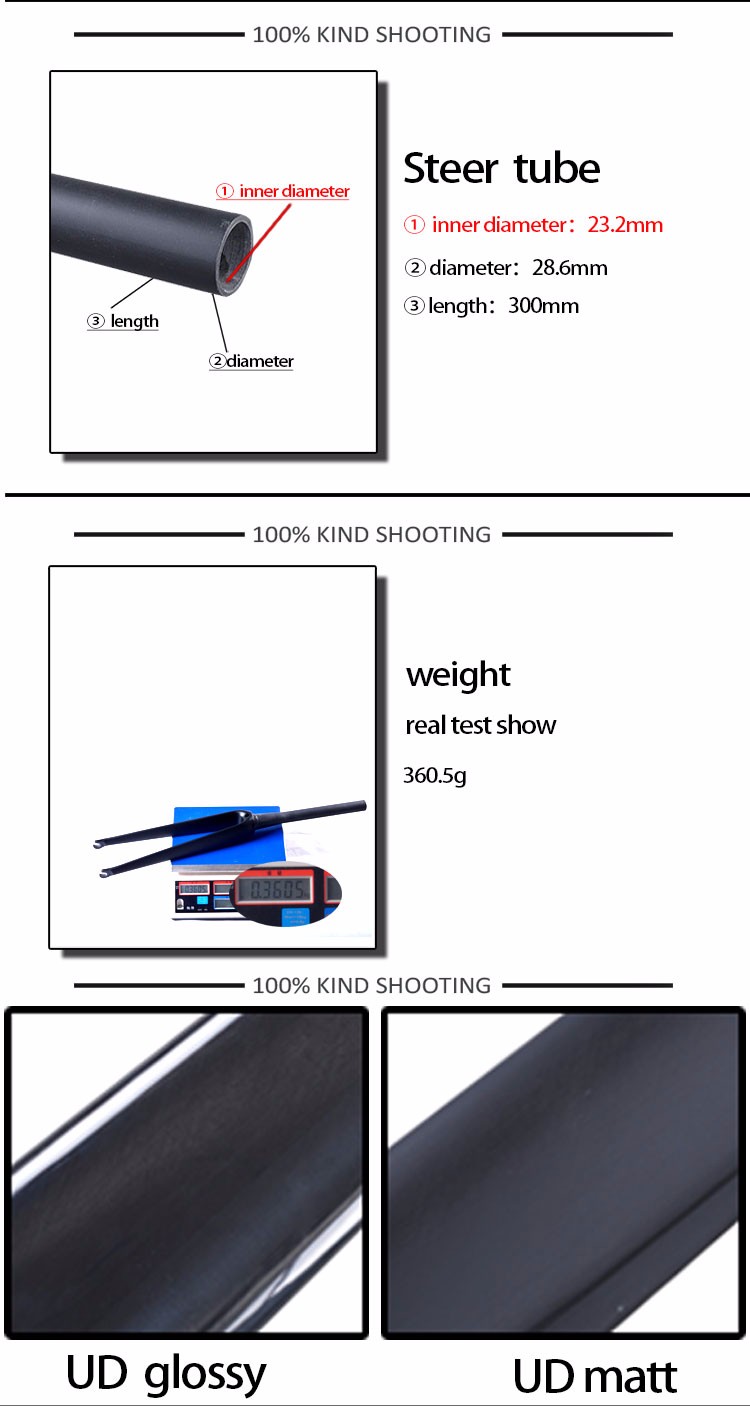 100% KIND SHOOTING
① inner diameter
③ length
②diameter
Steer tube
① inner diameter：23.2mm
②diameter：28.6mm
③length：300mm
100% KIND SHOOTING
weight
real test show
360.5g
0.3605
0.3605
100% KIND SHOOTING
UD glossy
UD matt